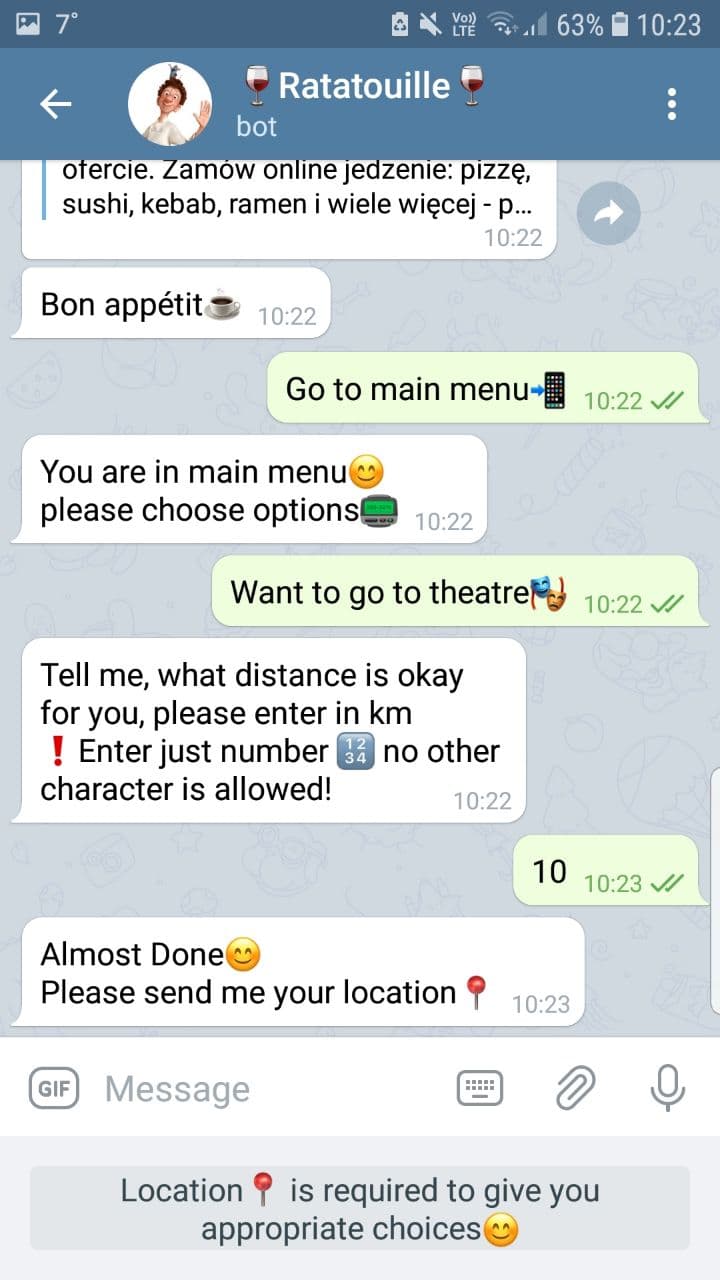 7° Vo)) LTE 63% 10:23
🍷Ratatouille🍷
bot
ofercie. Zamów online jedzenie: pizzę,
sushi, kebab, ramen i wiele więcej - p...
10:22
Bon appétit☕ 10:22
Go to main menu📲 10:22
You are in main menu😊
please choose options📟 10:22
Want to go to theatre🎭 10:22
Tell me, what distance is okay
for you, please enter in km
❗Enter just number 🔢 no other
character is allowed! 10:22
10 10:23
Almost Done😊
Please send me your location📍 10:23
GIF Message
Location📍 is required to give you
appropriate choices😊